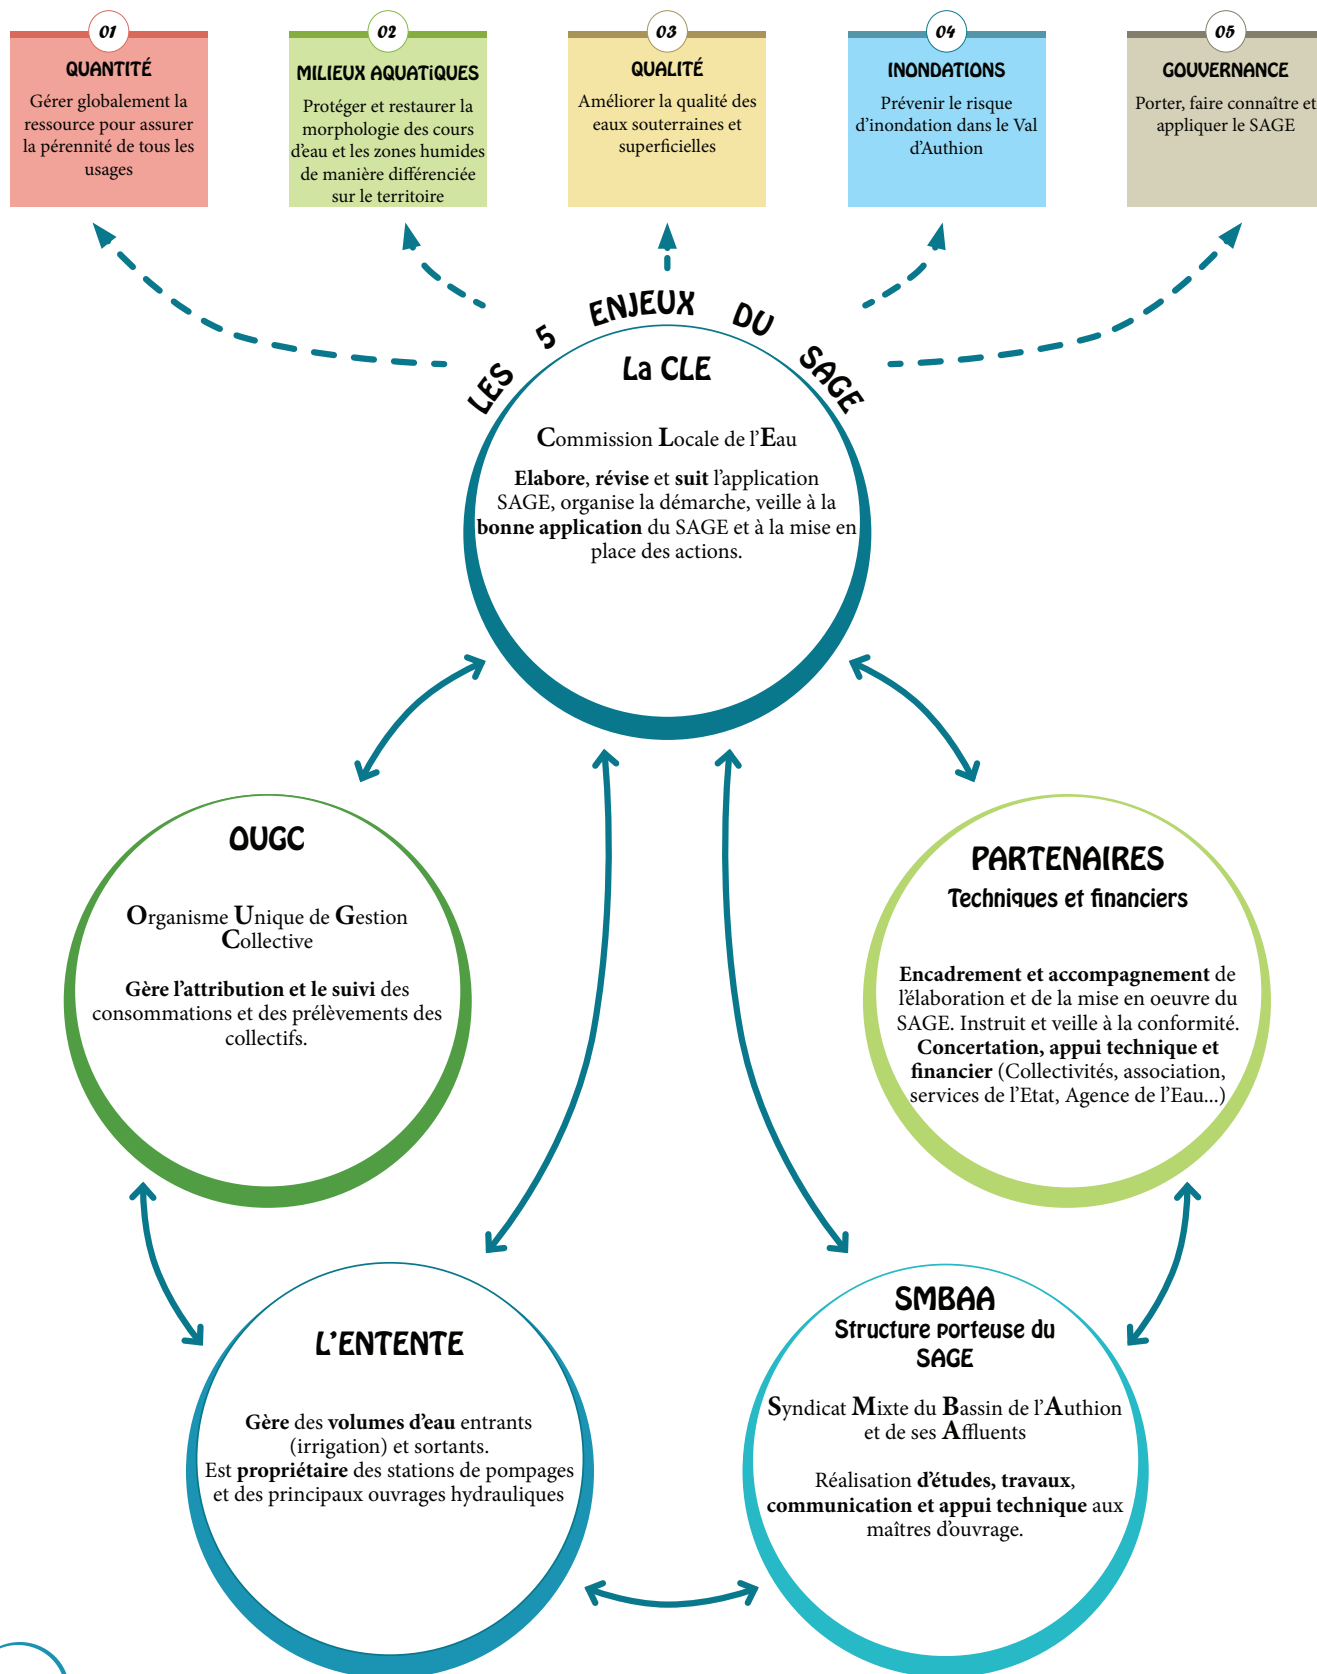 01
QUANTITÉ
Gérer globalement la
ressource pour assurer
la pérennité de tous les
usages
02
MILIEUX AQUATIQUES
Protéger et restaurer la
morphologie des cours
d'eau et les zones humides
de manière différenciée
sur le territoire
03
QUALITÉ
Améliorer la qualité des
eaux souterraines et
superficielles
04
INONDATIONS
Prévenir le risque
d'inondation dans le Val
d'Authion
05
GOUVERNANCE
Porter, faire connaître et
appliquer le SAGE
LES 5 ENJEUX DU SAGE
La CLE
Commission Locale de l'Eau
Elabore, révise et suit l'application
SAGE, organise la démarche, veille à la
bonne application du SAGE et à la mise en
place des actions.
OUGC
Organisme Unique de Gestion
Collective
Gère l'attribution et le suivi des
consommations et des prélèvements des
collectifs.
PARTENAIRES
Techniques et financiers
Encadrement et accompagnement de
l'élaboration et de la mise en oeuvre du
SAGE. Instruit et veille à la conformité.
Concertation, appui technique et
financier (Collectivités, association,
services de l'Etat, Agence de l'Eau...)
L'ENTENTE
Gère des volumes d'eau entrants
(irrigation) et sortants.
Est propriétaire des stations de pompages
et des principaux ouvrages hydrauliques
SMBAA
Structure porteuse du
SAGE
Syndicat Mixte du Bassin de l'Authion
et de ses Affluents
Réalisation d'études, travaux,
communication et appui technique aux
maîtres d'ouvrage.